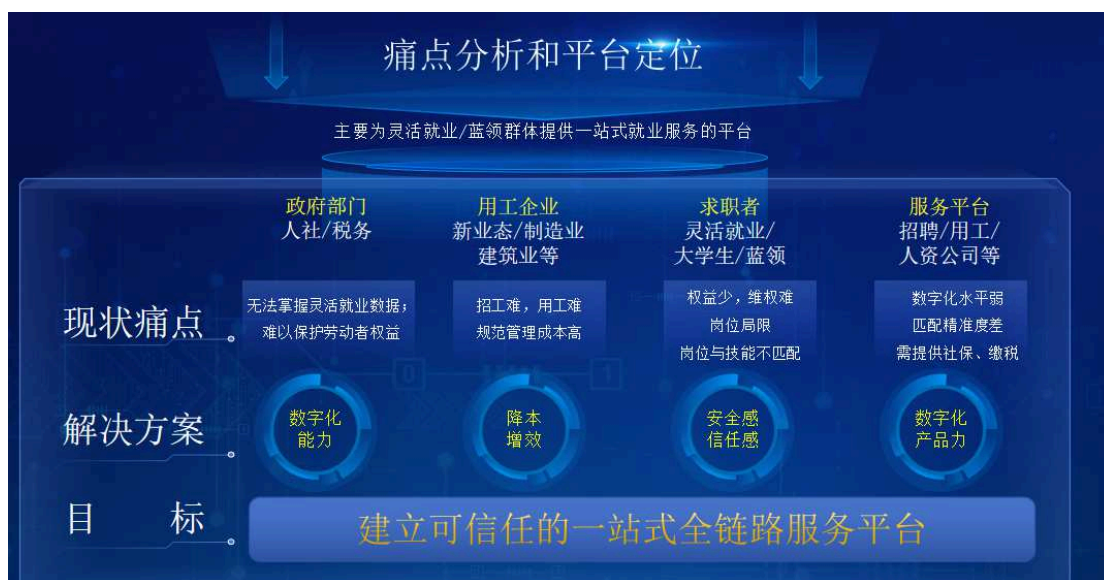 痛点分析和平台定位
主要为灵活就业/蓝领群体提供一站式就业服务的平台
政府部门
人社/税务
用工企业
新业态/制造业
建筑业等
求职者
灵活就业/
大学生/蓝领
服务平台
招聘/用工/
人资公司等
现状痛点
无法掌握灵活就业数据；
难以保护劳动者权益
招工难，用工难
规范管理成本高
权益少，维权难
岗位局限
岗位与技能不匹配
数字化水平弱
匹配精准度差
需提供社保、缴税
0
1
解决方案
数字化
能力
降本
增效
安全感
信任感
数字化
产品力
目 标
建立可信任的一站式全链路服务平台